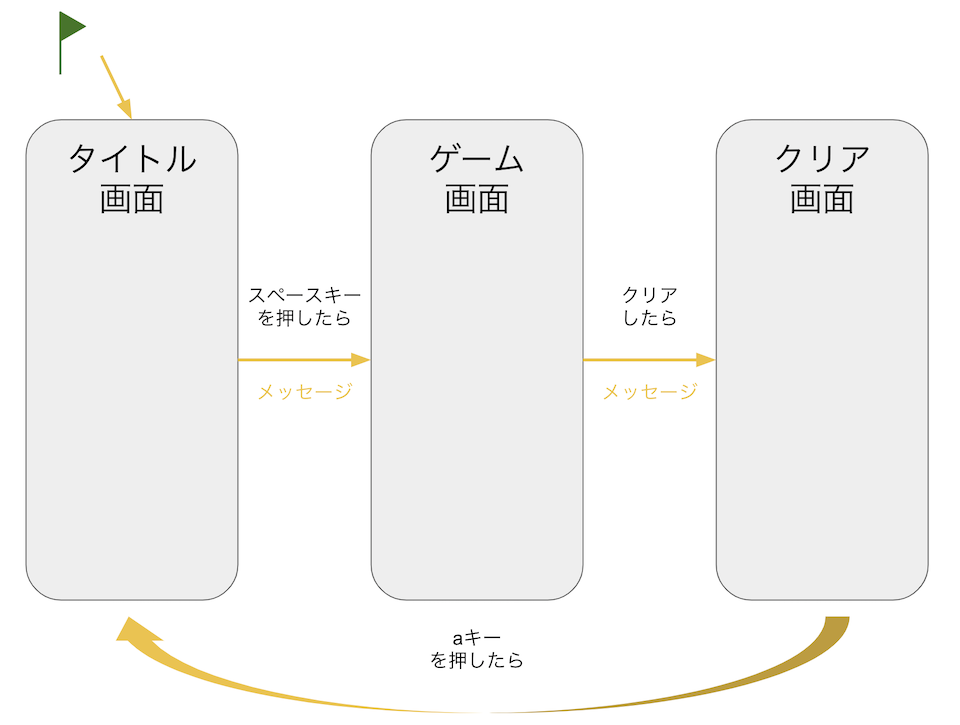 タイトル
画面
ゲーム
画面
クリア
画面
スペースキー
を押したら
メッセージ
クリア
したら
メッセージ
aキー
を押したら